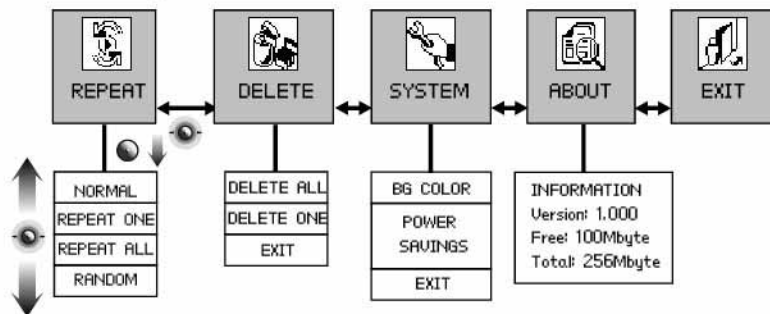 REPEAT
DELETE
SYSTEM
ABOUT
EXIT
NORMAL
REPEAT ONE
REPEAT ALL
RANDOM
DELETE ALL
DELETE ONE
EXIT
BG COLOR
POWER
SAVINGS
EXIT
INFORMATION
Version: 1.000
Free: 100Mbyte
Total: 256Mbyte